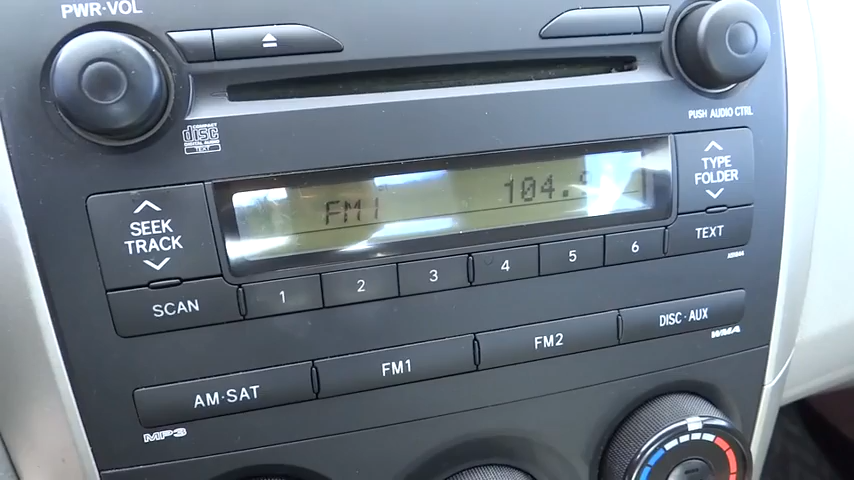 PWR·VOL
PUSH AUDIO CTRL
COMPACT
disc
DIGITAL AUDIO
TEXT
TYPE
FOLDER
SEEK
TRACK
FM1
104.
TEXT
SCAN
1
2
3
4
5
6
AM·SAT
FM1
FM2
DISC·AUX
MP3
WMA